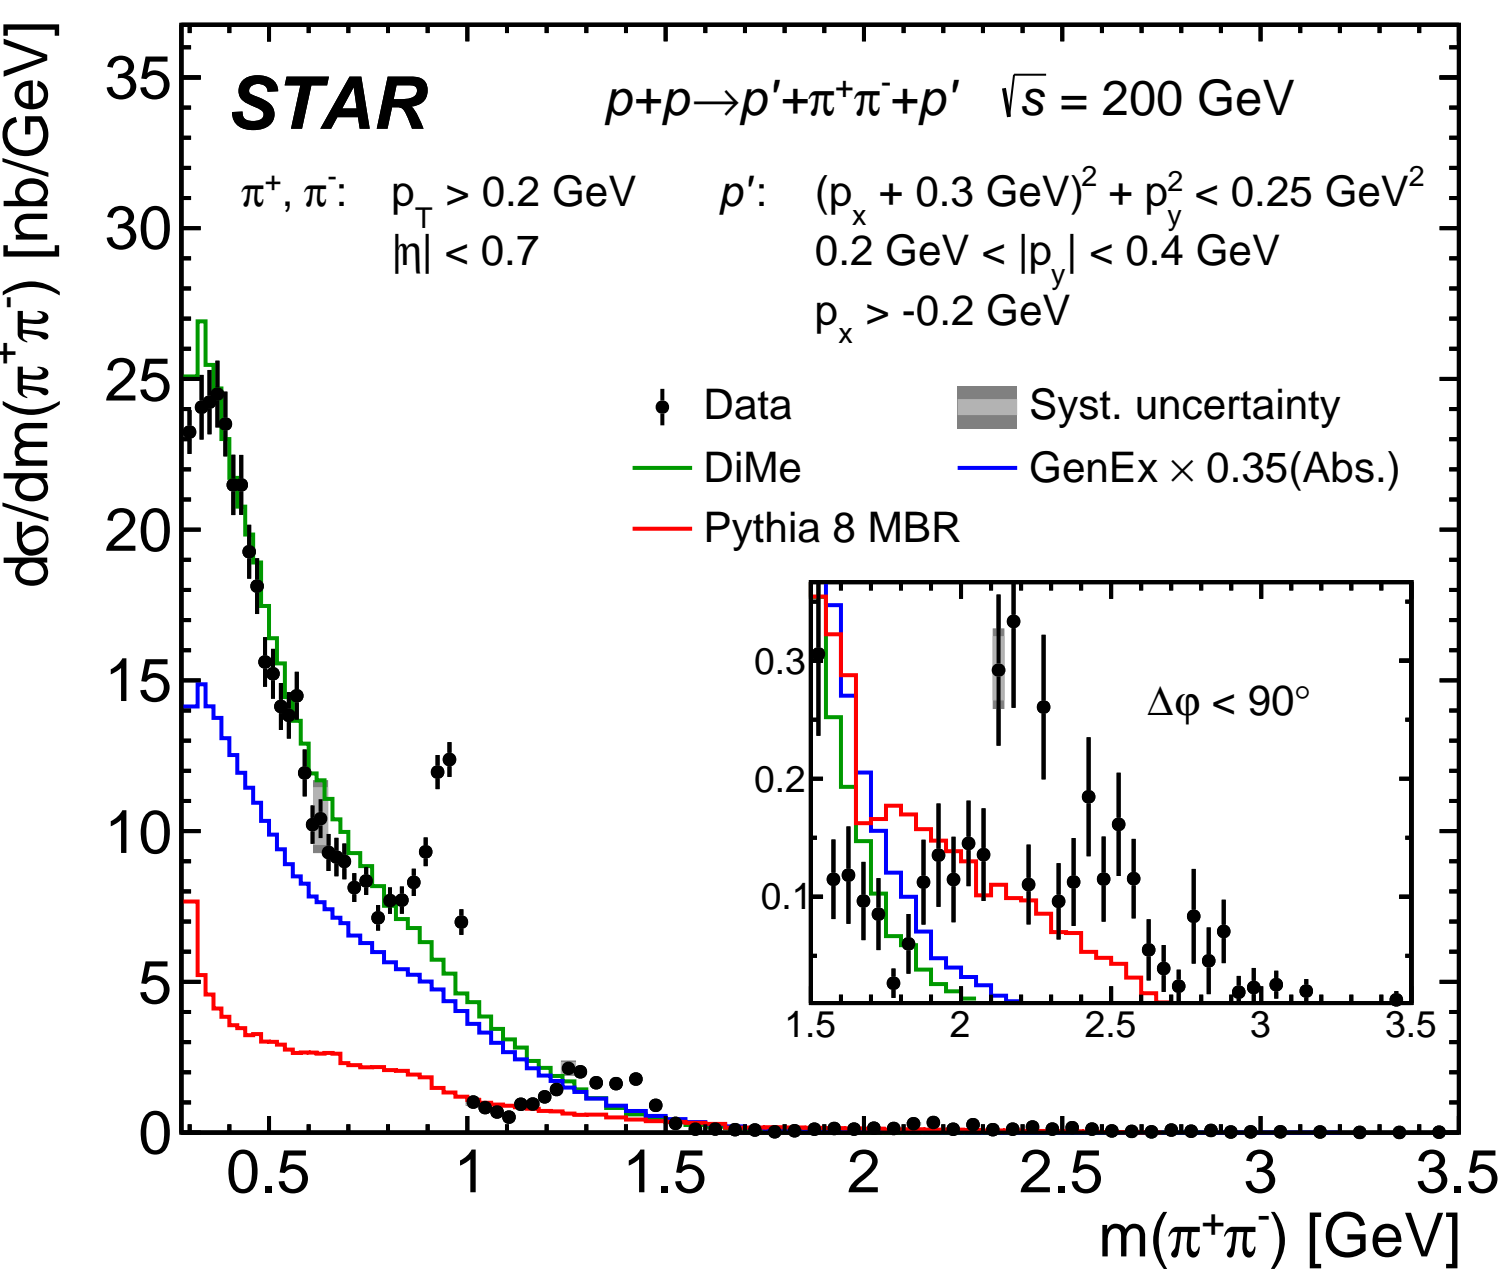 STAR
p+p→p′+π⁺π⁻+p′ √s = 200 GeV
π⁺, π⁻: p_T > 0.2 GeV p′: (p_x + 0.3 GeV)² + p_y² < 0.25 GeV²
|η| < 0.7 0.2 GeV < |p_y| < 0.4 GeV
p_x > -0.2 GeV
Data Syst. uncertainty
DiMe GenEx × 0.35(Abs.)
Pythia 8 MBR
dσ/dm(π⁺π⁻) [nb/GeV]
35
30
25
20
15
10
5
0
0.5 1 1.5 2 2.5 3 3.5
m(π⁺π⁻) [GeV]
Δφ < 90°
0.3
0.2
0.1
1.5 2 2.5 3 3.5